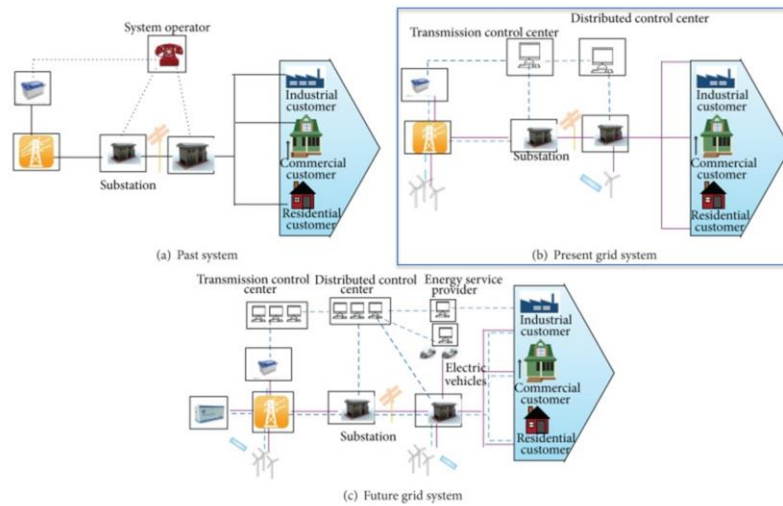 System operator
Industrial
customer
Commercial
customer
Substation
Residential
customer
(a) Past system
Distributed control center
Transmission control center
Industrial
customer
Substation
Commercial
customer
Residential
customer
(b) Present grid system
Transmission control
center
Distributed control
center
Energy service
provider
Industrial
customer
Electric
vehicles
Commercial
customer
Substation
Residential
customer
(c) Future grid system